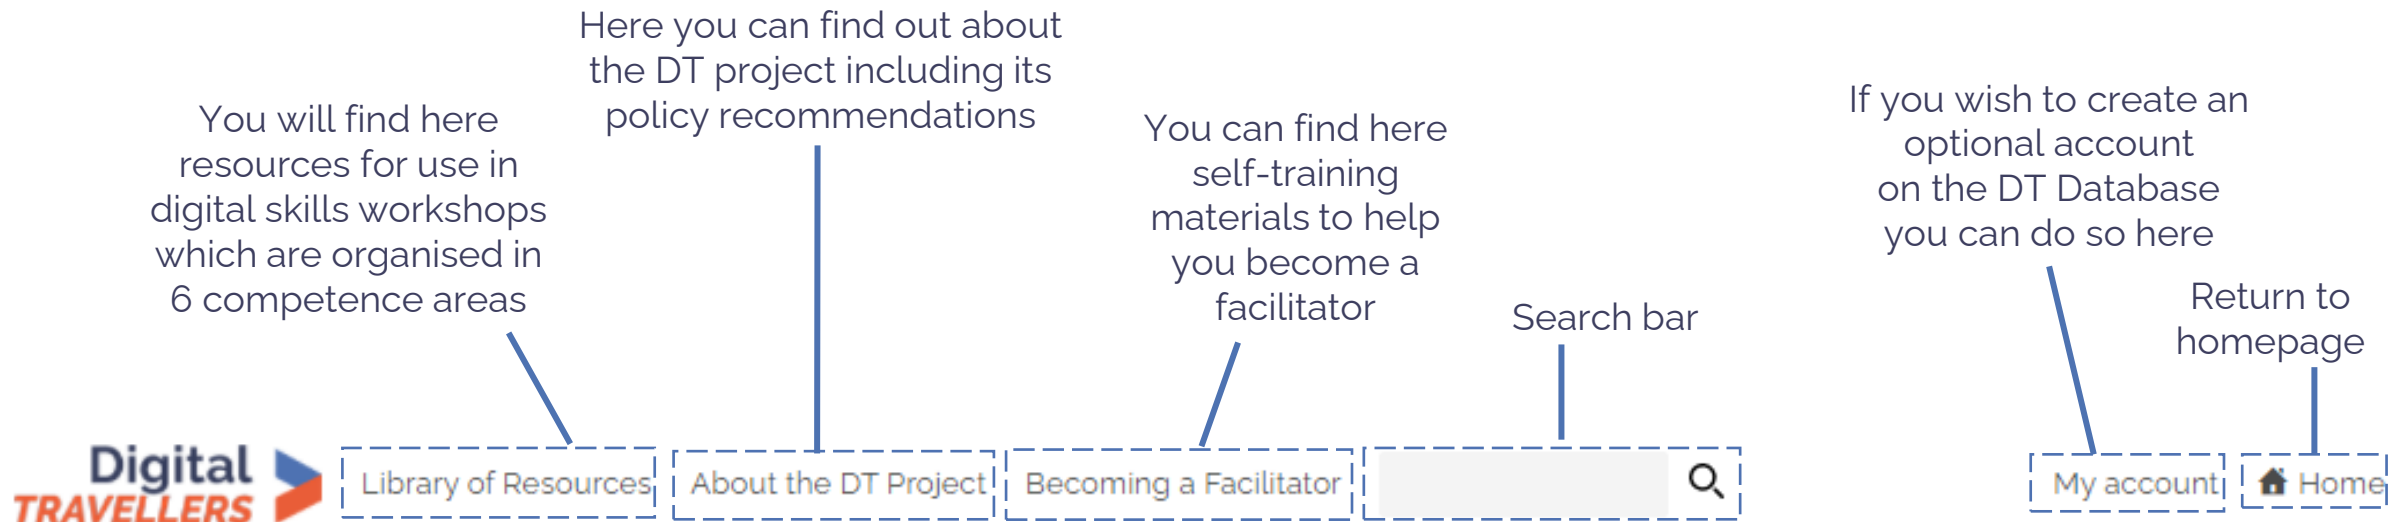 Here you can find out about
the DT project including its
policy recommendations
You will find here
resources for use in
digital skills workshops
which are organised in
6 competence areas
You can find here
self-training
materials to help
you become a
facilitator
Search bar
If you wish to create an
optional account
on the DT Database
you can do so here
Return to
homepage
Digital
TRAVELLERS
Library of Resources
About the DT Project
Becoming a Facilitator
My account
Home